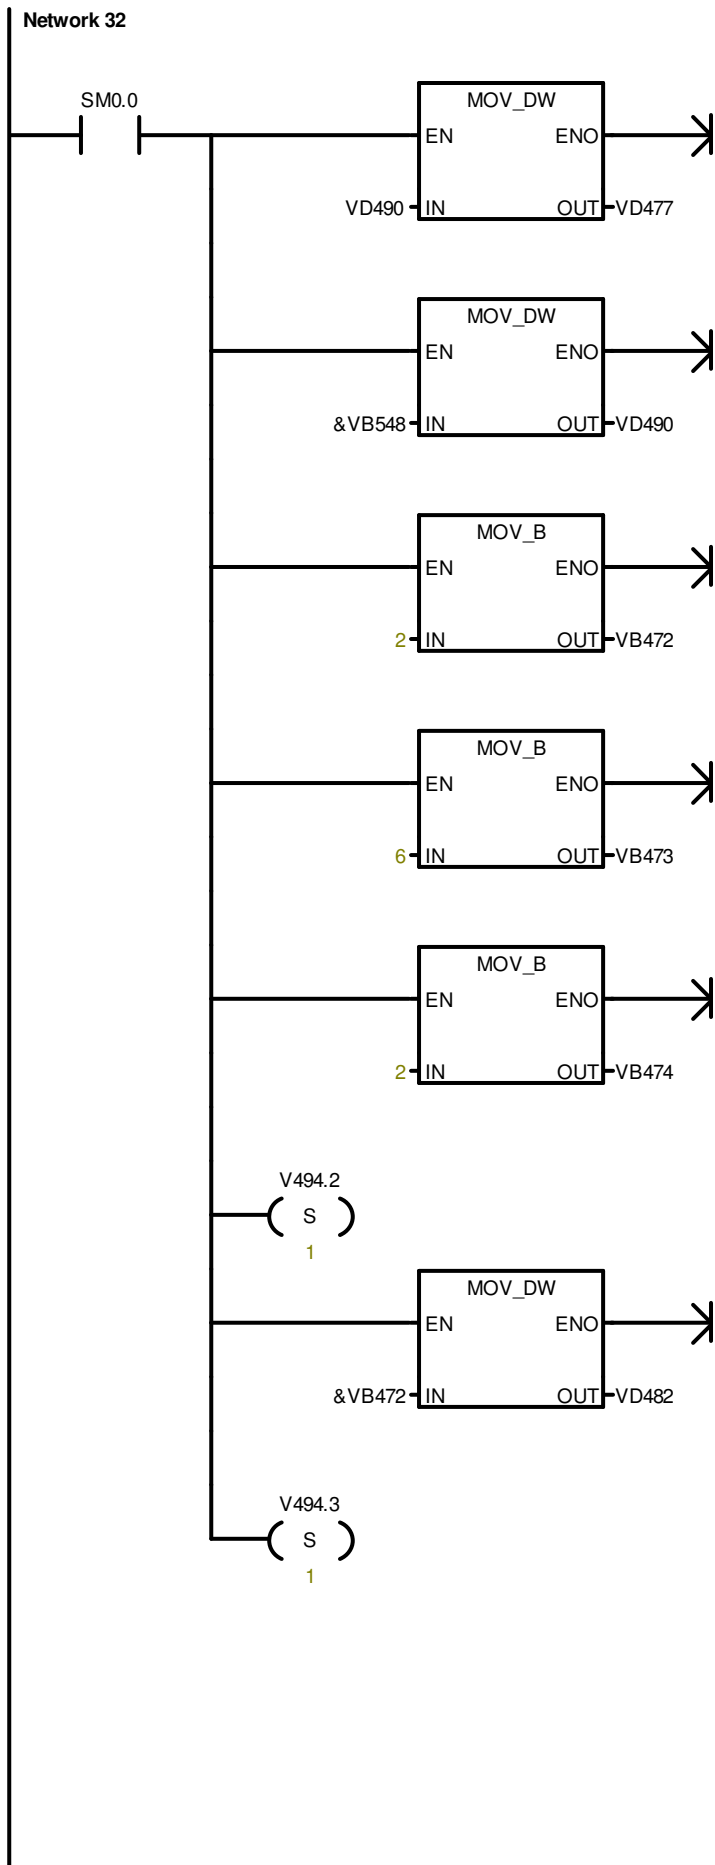 Network 32
SM0.0
MOV_DW
EN ENO
VD490 IN OUT VD477
MOV_DW
EN ENO
&VB548 IN OUT VD490
MOV_B
EN ENO
2 IN OUT VB472
MOV_B
EN ENO
6 IN OUT VB473
MOV_B
EN ENO
2 IN OUT VB474
V494.2
S
1
MOV_DW
EN ENO
&VB472 IN OUT VD482
V494.3
S
1